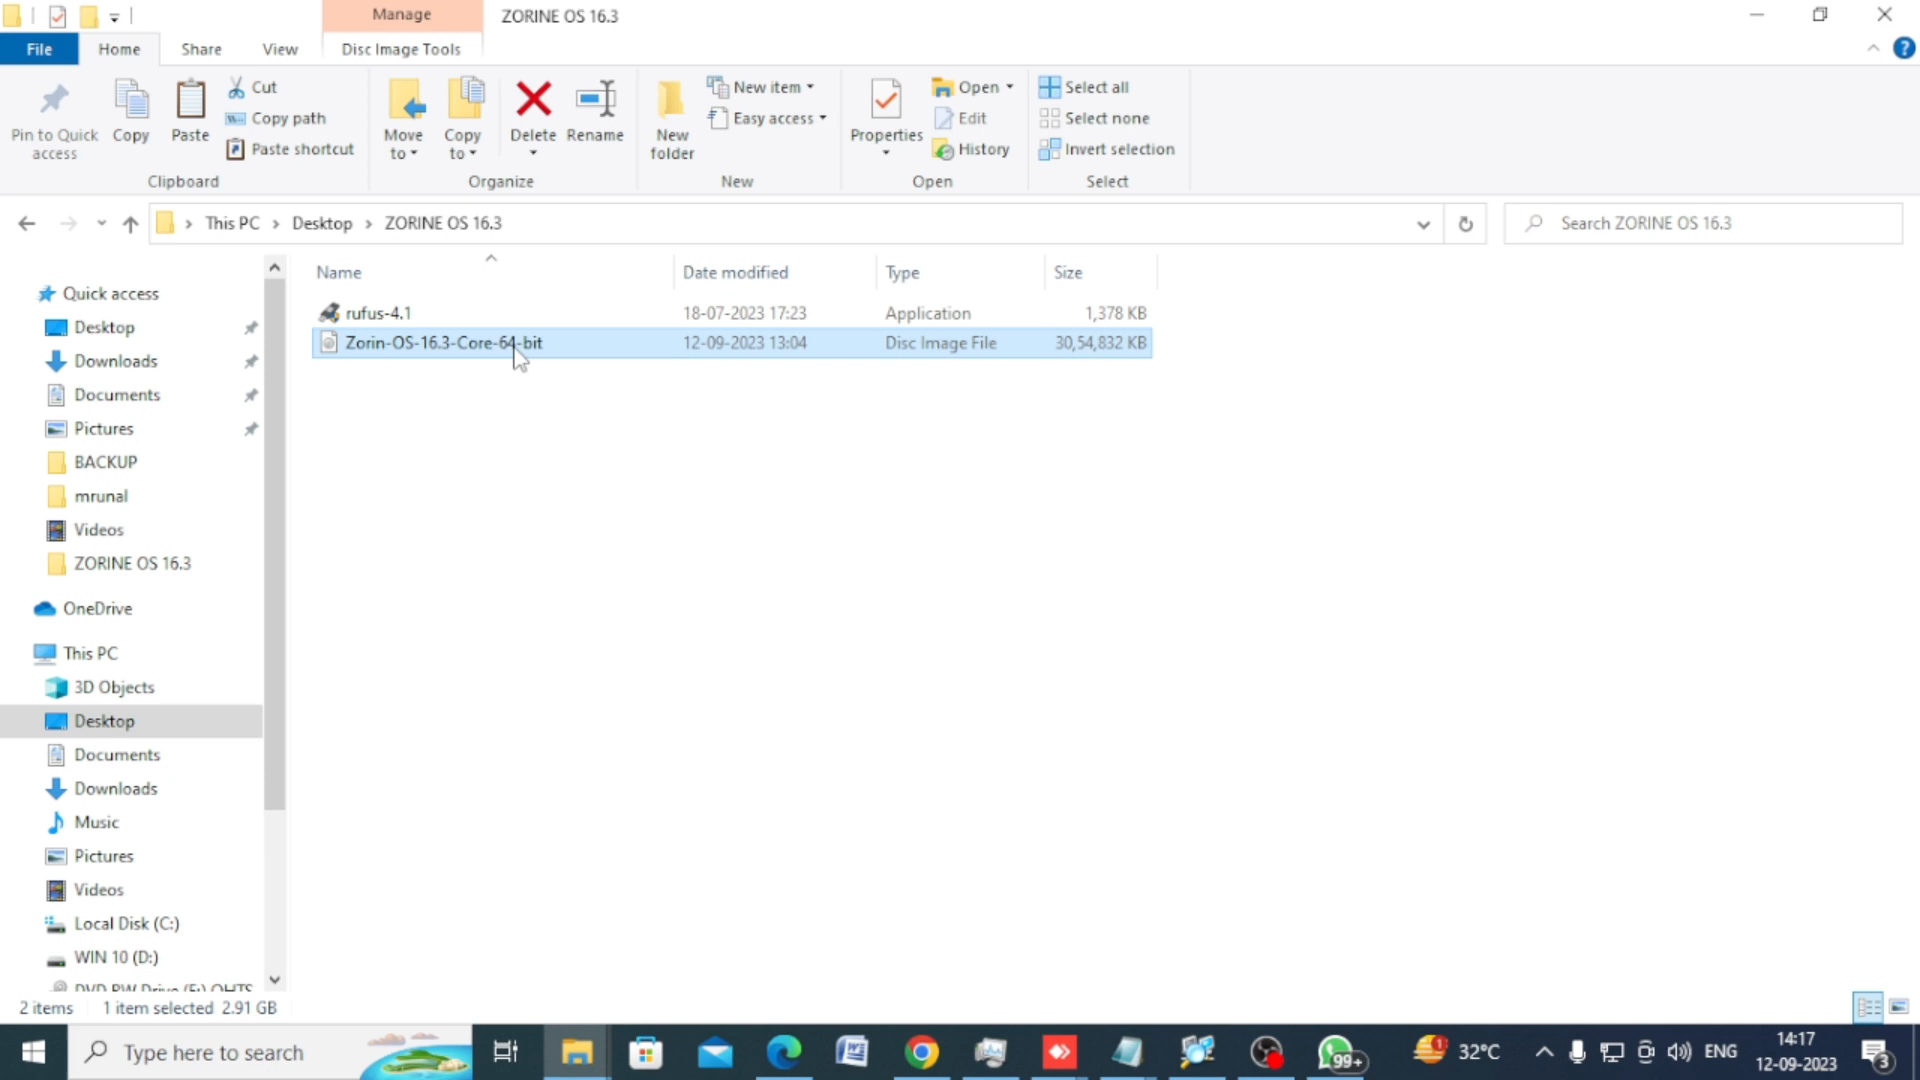 Manage
ZORINE OS 16.3
File
Home
Share
View
Disc Image Tools
Pin to Quick access
Copy
Paste
Cut
Copy path
Paste shortcut
Clipboard
Move to
Copy to
Delete
Rename
Organize
New folder
New item
Easy access
New
Properties
Open
Edit
History
Open
Select all
Select none
Invert selection
Select
This PC
Desktop
ZORINE OS 16.3
Search ZORINE OS 16.3
Name
Date modified
Type
Size
rufus-4.1
18-07-2023 17:23
Application
1,378 KB
Zorin-OS-16.3-Core-64-bit
12-09-2023 13:04
Disc Image File
30,54,832 KB
Quick access
Desktop
Downloads
Documents
Pictures
BACKUP
mrunal
Videos
ZORINE OS 16.3
OneDrive
This PC
3D Objects
Desktop
Documents
Downloads
Music
Pictures
Videos
Local Disk (C:)
WIN 10 (D:)
2 items
1 item selected 2.91 GB
Type here to search
99+
1
32°C
ENG
14:17
12-09-2023
3